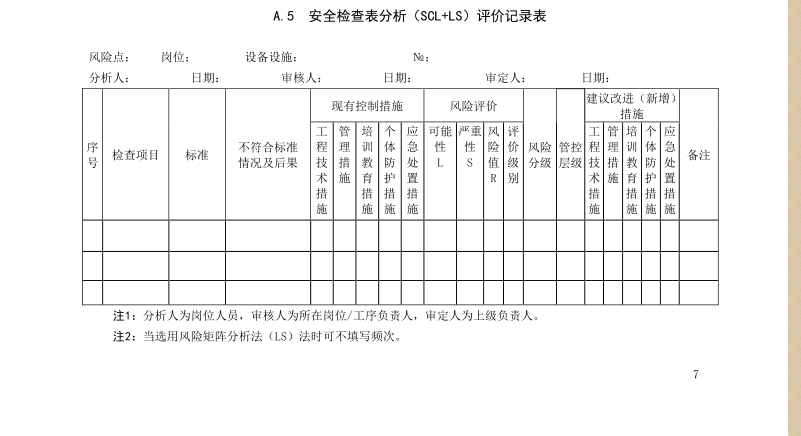 A.5 安全检查表分析（SCL+LS）评价记录表
风险点： 岗位： 设备设施： №：
分析人： 日期： 审核人： 日期： 审定人： 日期：
序号 检查项目 标准 不符合标准情况及后果 现有控制措施 风险评价 风险分级 管控层级 建议改进（新增）措施 备注
工程技术措施 管理措施 培训教育措施 个体防护措施 应急处置措施 可能性L 严重性S 风险值R 评价级别 工程技术措施 管理措施 培训教育措施 个体防护措施 应急处置措施
注1：分析人为岗位人员，审核人为所在岗位/工序负责人，审定人为上级负责人。
注2：当选用风险矩阵分析法（LS）法时可不填写频次。
7